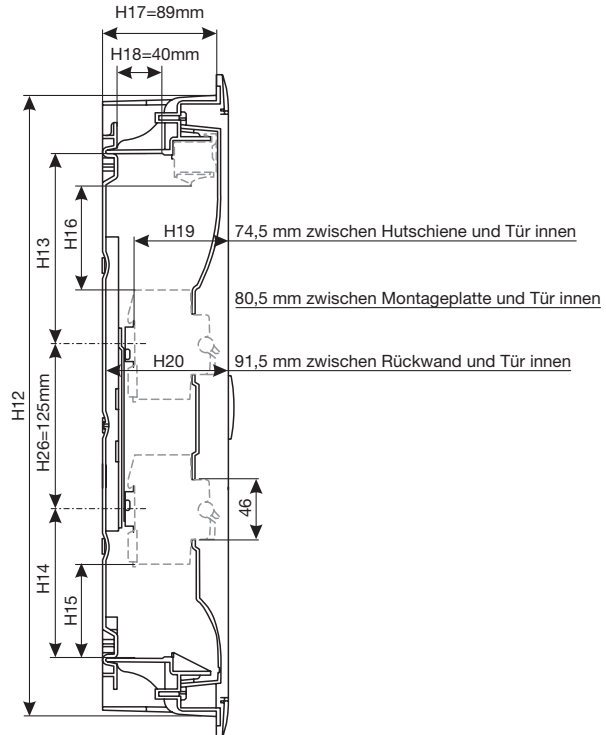 H17=89mm
H18=40mm
H19
74,5 mm zwischen Hutschiene und Tür innen
H16
H13
80,5 mm zwischen Montageplatte und Tür innen
H20
91,5 mm zwischen Rückwand und Tür innen
H12
H26=125mm
46
H14
H15